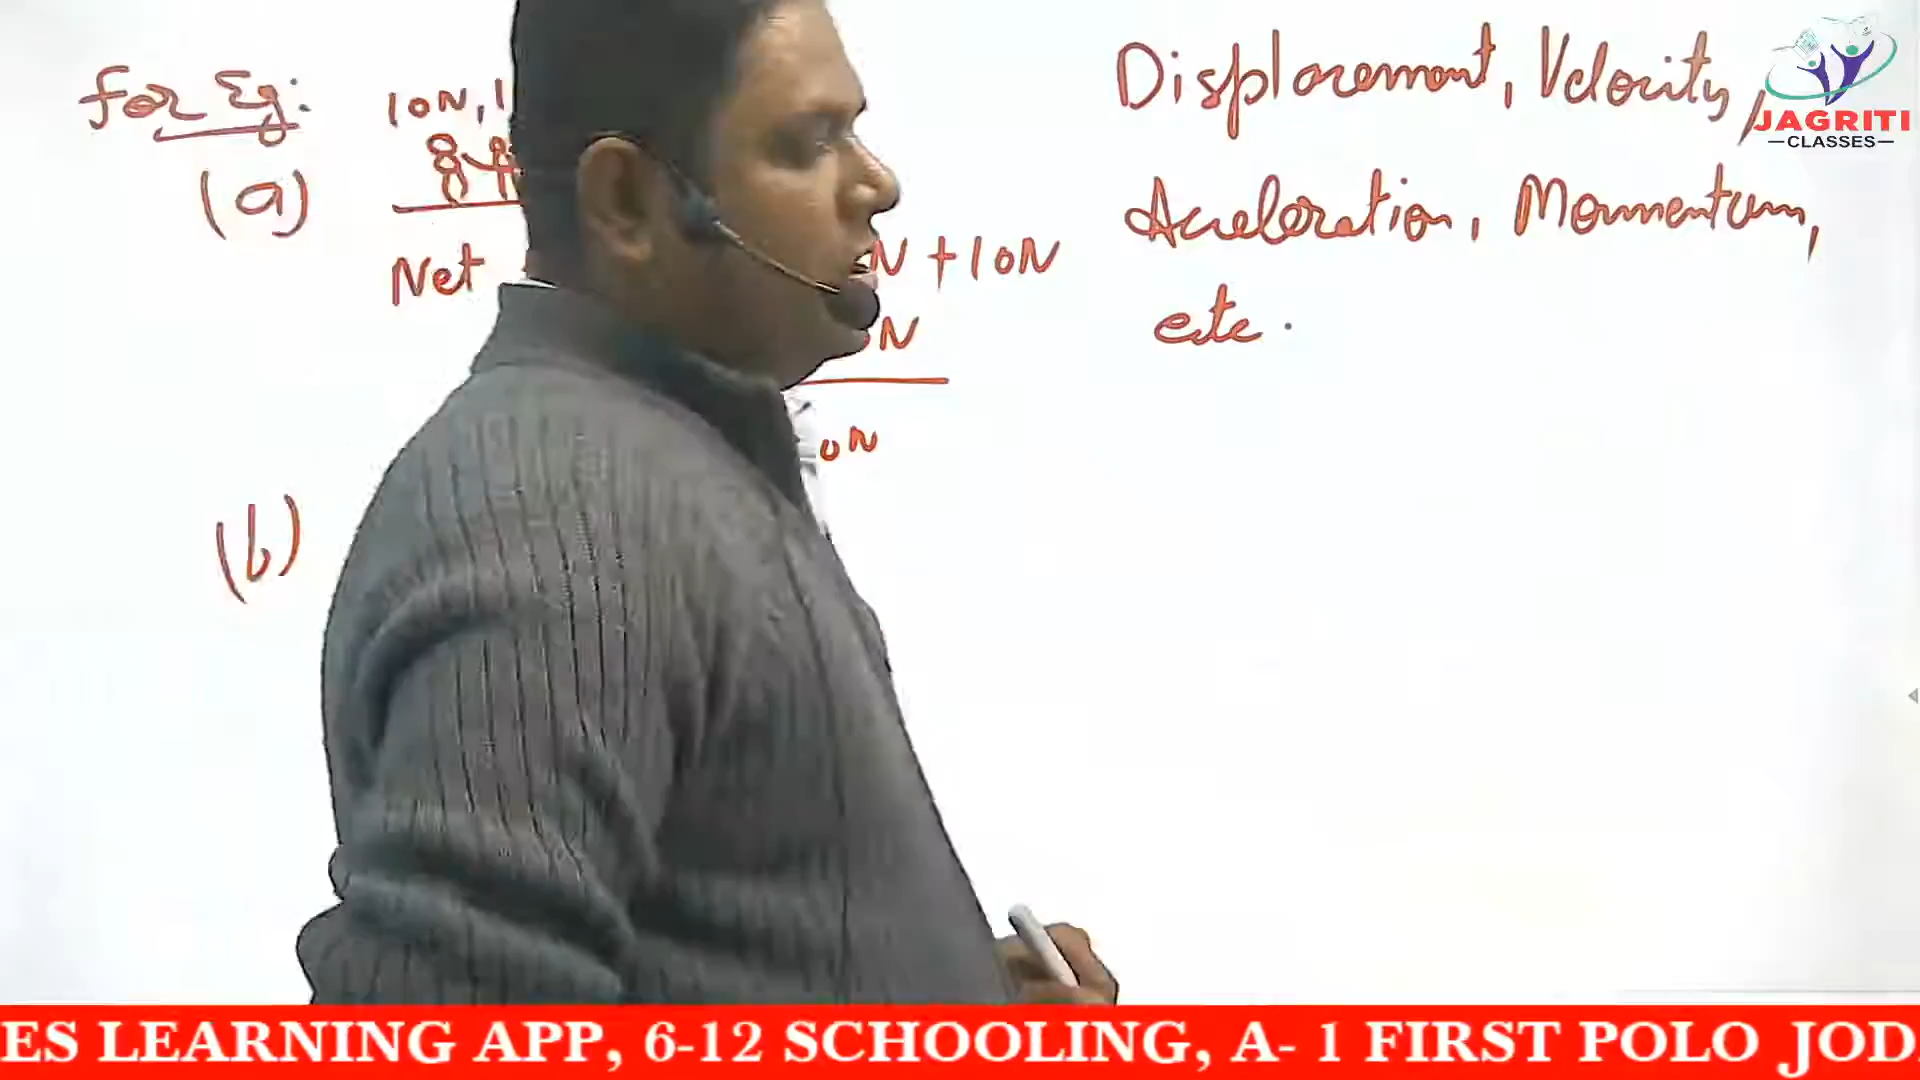 For Eg:
(a)
10N, 1
Net
N + 10N
N
0N
(b)
Displacement, Velocity,
Acceleration, Momentum,
etc.
JAGRITI
CLASSES
ES LEARNING APP, 6-12 SCHOOLING, A- 1 FIRST POLO JOD